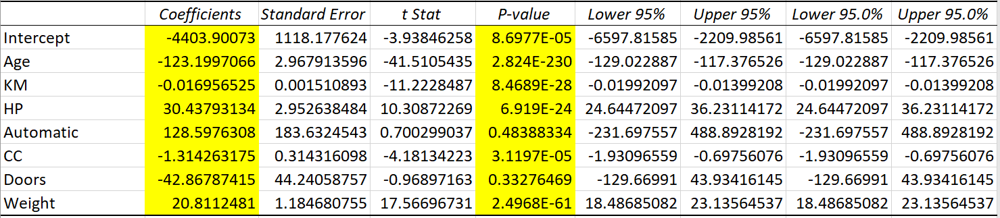 Coefficients Standard Error t Stat P-value Lower 95% Upper 95% Lower 95.0% Upper 95.0%
Intercept -4403.90073 1118.177624 -3.93846258 8.6977E-05 -6597.81585 -2209.98561 -6597.81585 -2209.98561
Age -123.1997066 2.967913596 -41.5105435 2.824E-230 -129.022887 -117.376526 -129.022887 -117.376526
KM -0.016956525 0.001510893 -11.2228487 8.4689E-28 -0.01992097 -0.01399208 -0.01992097 -0.01399208
HP 30.43793134 2.952638484 10.30872269 6.919E-24 24.64472097 36.23114172 24.64472097 36.23114172
Automatic 128.5976308 183.6324543 0.700299037 0.48388334 -231.697557 488.8928192 -231.697557 488.8928192
CC -1.314263175 0.314316098 -4.18134223 3.1197E-05 -1.93096559 -0.69756076 -1.93096559 -0.69756076
Doors -42.86787415 44.24058757 -0.96897163 0.33276469 -129.66991 43.93416145 -129.66991 43.93416145
Weight 20.8112481 1.184680755 17.56696731 2.4968E-61 18.48685082 23.13564537 18.48685082 23.13564537